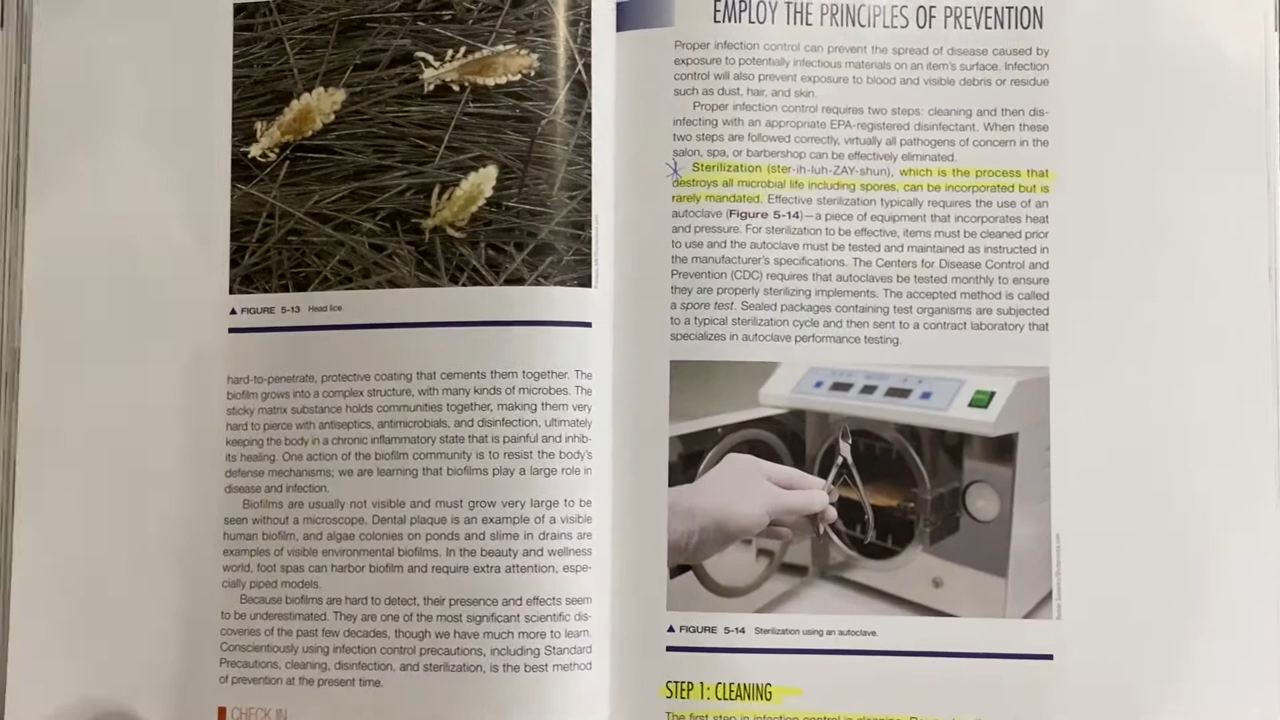 ▲ FIGURE 5-13 Head lice.
hard-to-penetrate, protective coating that cements them together. The
biofilm grows into a complex structure, with many kinds of microbes. The
sticky matrix substance holds communities together, making them very
hard to pierce with antiseptics, antimicrobials, and disinfection, ultimately
keeping the body in a chronic inflammatory state that is painful and inhib-
its healing. One action of the biofilm community is to resist the body's
defense mechanisms; we are learning that biofilms play a large role in
disease and infection.
Biofilms are usually not visible and must grow very large to be
seen without a microscope. Dental plaque is an example of a visible
human biofilm, and algae colonies on ponds and slime in drains are
examples of visible environmental biofilms. In the beauty and wellness
world, foot spas can harbor biofilm and require extra attention, espe-
cially piped models.
Because biofilms are hard to detect, their presence and effects seem
to be underestimated. They are one of the most significant scientific dis-
coveries of the past few decades, though we have much more to learn.
Conscientiously using infection control precautions, including Standard
Precautions, cleaning, disinfection, and sterilization, is the best method
of prevention at the present time.
CHECK IN
EMPLOY THE PRINCIPLES OF PREVENTION
Proper infection control can prevent the spread of disease caused by
exposure to potentially infectious materials on an item's surface. Infection
control will also prevent exposure to blood and visible debris or residue
such as dust, hair, and skin.
Proper infection control requires two steps: cleaning and then dis-
infecting with an appropriate EPA-registered disinfectant. When these
two steps are followed correctly, virtually all pathogens of concern in the
salon, spa, or barbershop can be effectively eliminated.
Sterilization (ster-ih-luh-ZAY-shun), which is the process that
destroys all microbial life including spores, can be incorporated but is
rarely mandated. Effective sterilization typically requires the use of an
autoclave (Figure 5-14)—a piece of equipment that incorporates heat
and pressure. For sterilization to be effective, items must be cleaned prior
to use and the autoclave must be tested and maintained as instructed in
the manufacturer's specifications. The Centers for Disease Control and
Prevention (CDC) requires that autoclaves be tested monthly to ensure
they are properly sterilizing implements. The accepted method is called
a spore test. Sealed packages containing test organisms are subjected
to a typical sterilization cycle and then sent to a contract laboratory that
specializes in autoclave performance testing.
▲ FIGURE 5-14 Sterilization using an autoclave.
STEP 1: CLEANING
The first step in infection control is cleaning.